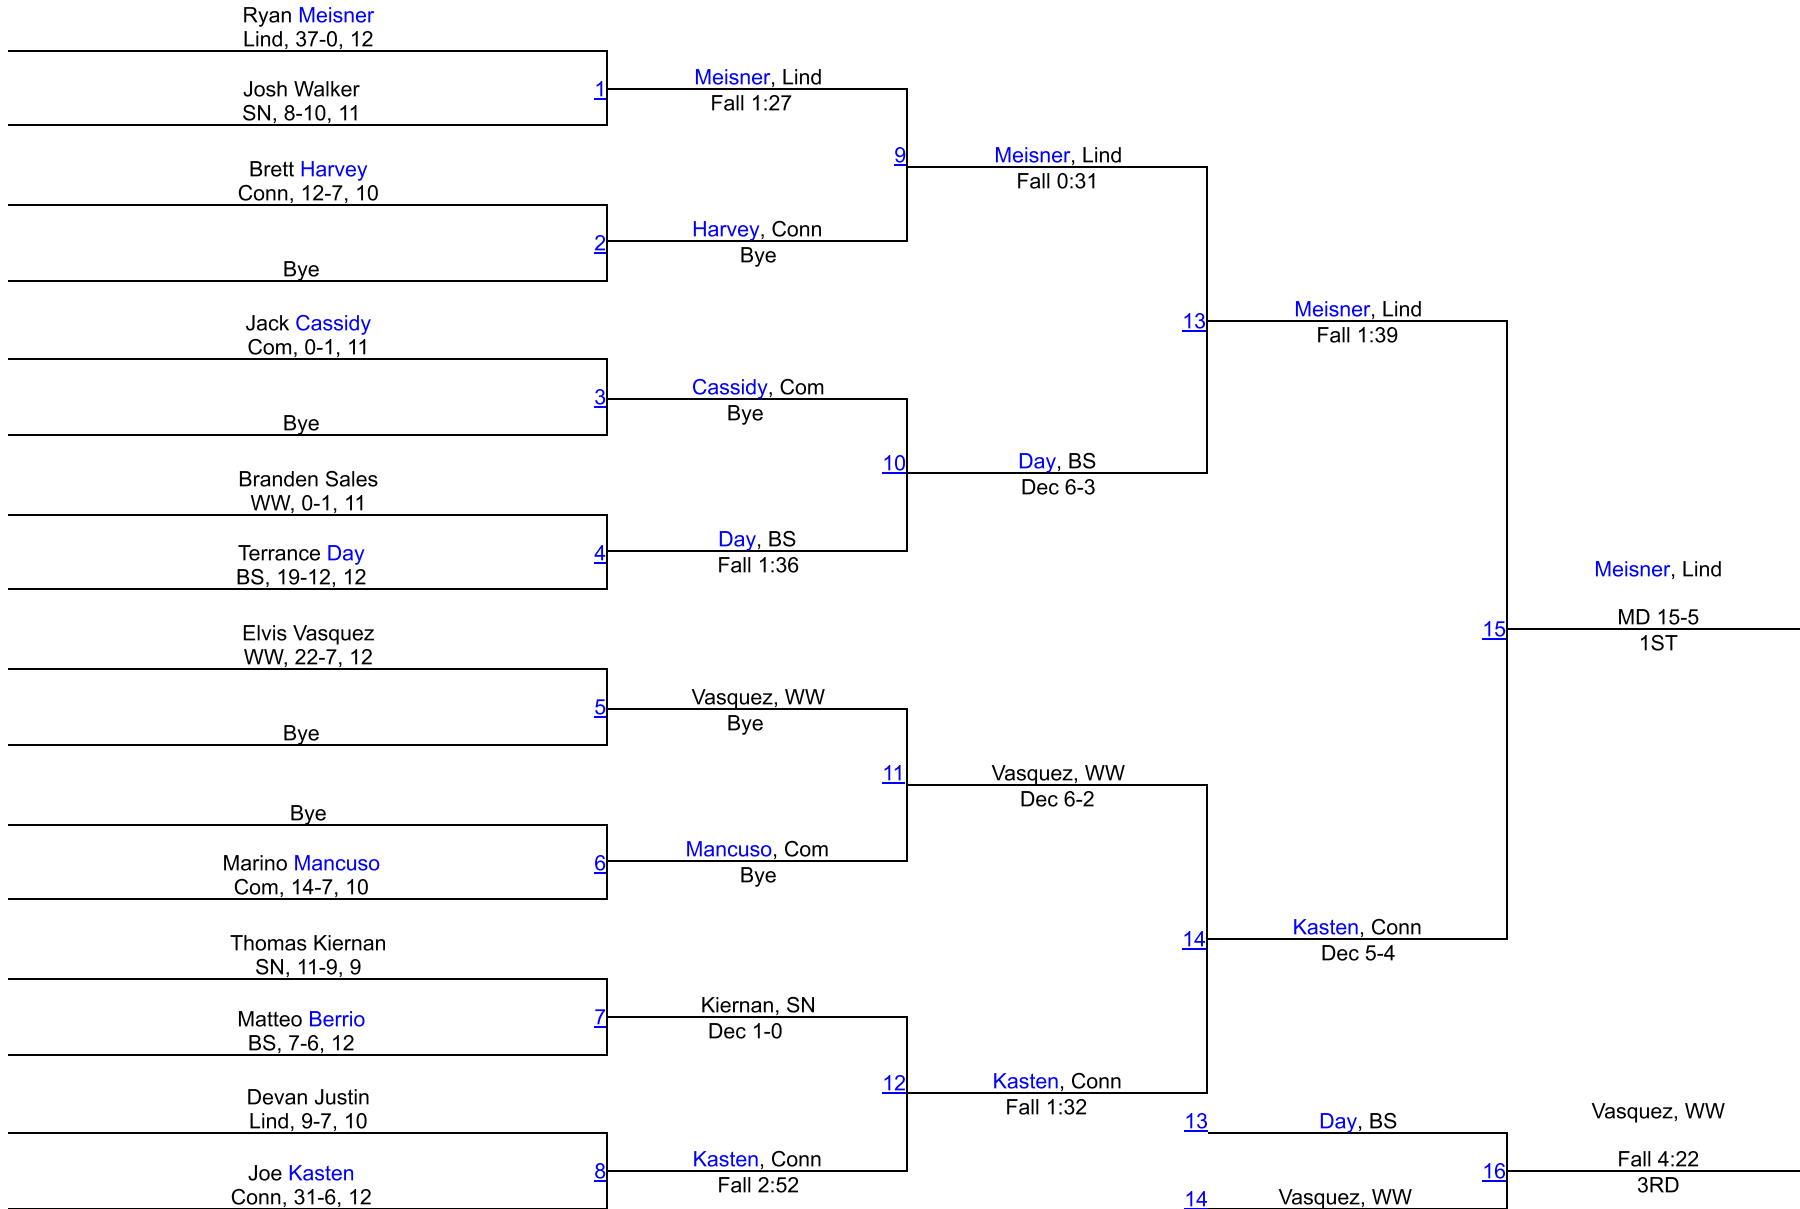 Ryan Meisner
Lind, 37-0, 12
Josh Walker
SN, 8-10, 11
1
Brett Harvey
Conn, 12-7, 10
Bye
2
Jack Cassidy
Com, 0-1, 11
Bye
3
Branden Sales
WW, 0-1, 11
Terrance Day
BS, 19-12, 12
4
Elvis Vasquez
WW, 22-7, 12
Bye
5
Bye
Marino Mancuso
Com, 14-7, 10
6
Thomas Kiernan
SN, 11-9, 9
Matteo Berrio
BS, 7-6, 12
7
Devan Justin
Lind, 9-7, 10
Joe Kasten
Conn, 31-6, 12
8
Meisner, Lind
Fall 1:27
Harvey, Conn
Bye
9
Cassidy, Com
Bye
Day, BS
Fall 1:36
10
Vasquez, WW
Bye
Mancuso, Com
Bye
11
Kiernan, SN
Dec 1-0
Kasten, Conn
Fall 2:52
12
Meisner, Lind
Fall 0:31
Day, BS
Dec 6-3
13
Vasquez, WW
Dec 6-2
Kasten, Conn
Fall 1:32
14
Meisner, Lind
Fall 1:39
Kasten, Conn
Dec 5-4
15
Meisner, Lind
MD 15-5
1ST
13
Day, BS
14
Vasquez, WW
16
Vasquez, WW
Fall 4:22
3RD